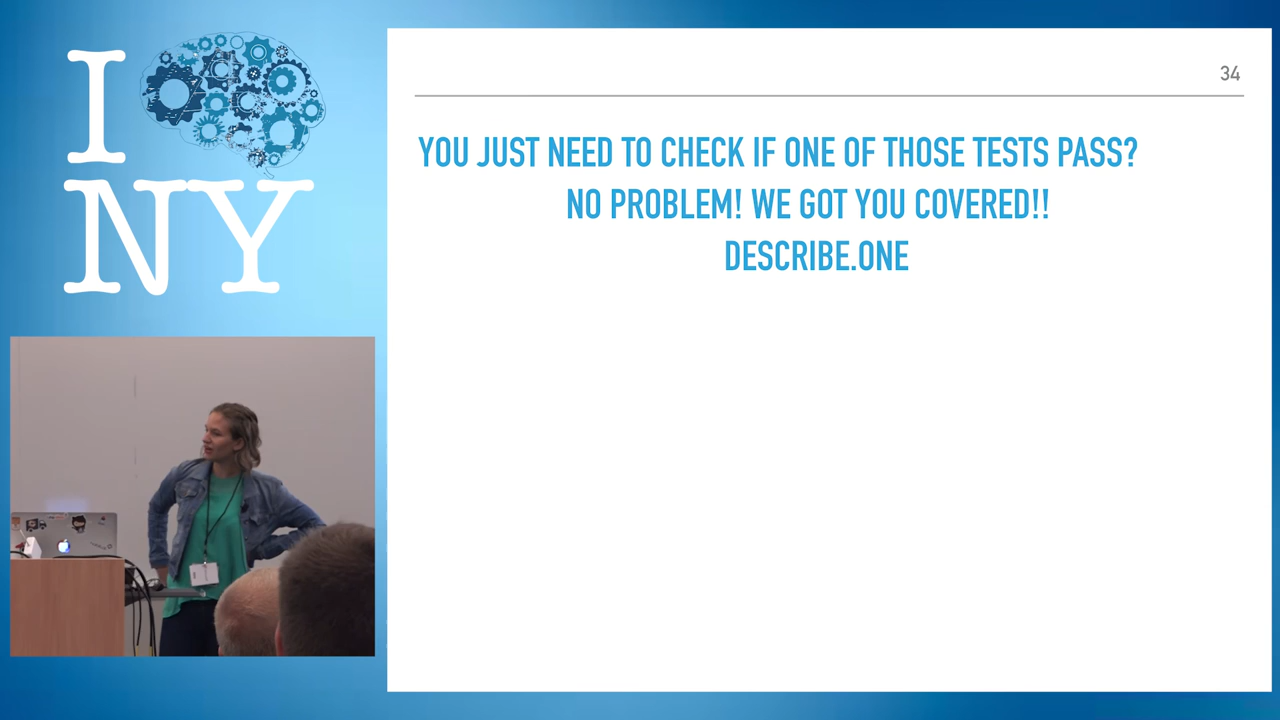 I
NY
34
YOU JUST NEED TO CHECK IF ONE OF THOSE TESTS PASS?
NO PROBLEM! WE GOT YOU COVERED!!
DESCRIBE.ONE